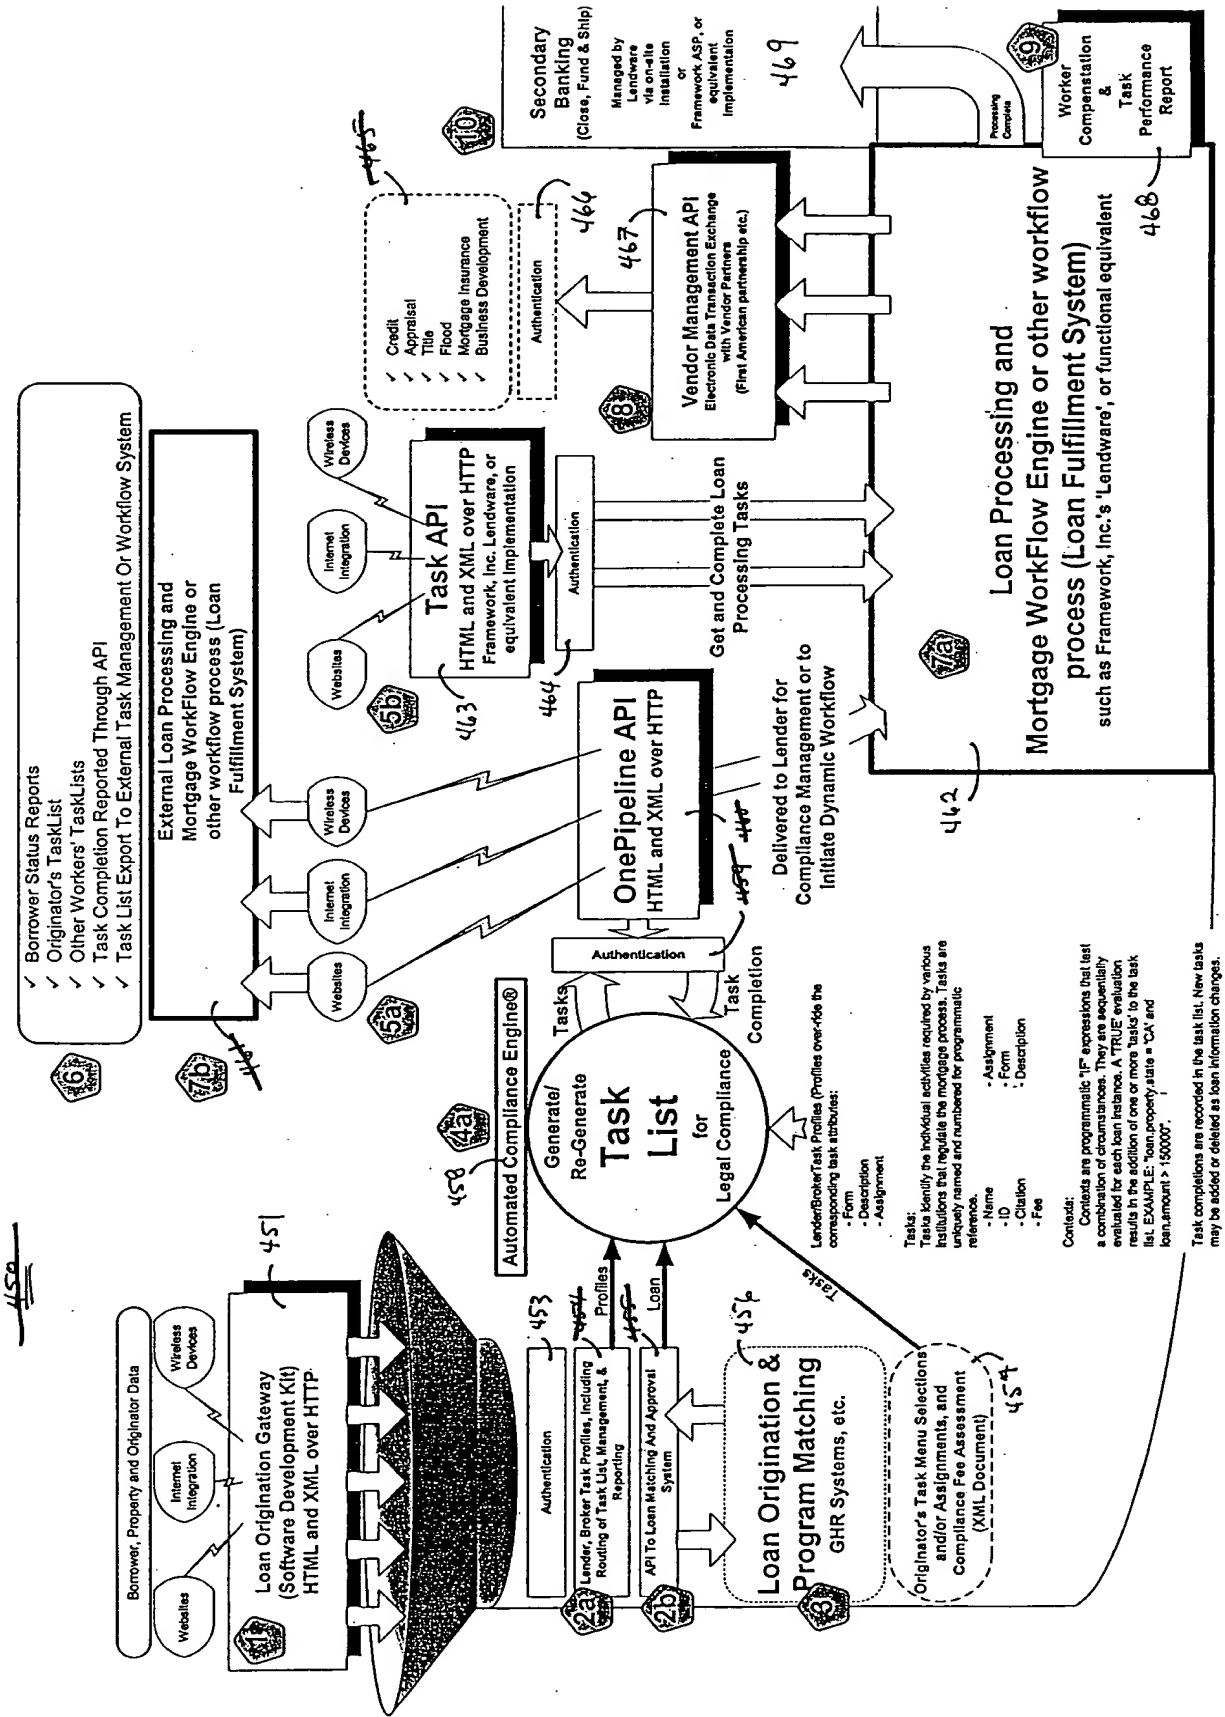 450
Borrower, Property and Originator Data
Websites
Internet
Integration
Wireless
Devices
1
Loan Origination Gateway
(Software Development Kit)
HTML and XML over HTTP
451
453
Authentication
2a
Lender, Broker Task Profiles, Including
Routing of Task List, Management, &
Reporting
454
Profiles
2b
API To Loan Matching And Approval
System
455
Loan
3
Loan Origination &
Program Matching
GHR Systems, etc.
456
Originator's Task Menu Selections
and/or Assignments, and
Compliance Fee Assessment
(XML Document)
457
Tasks
458
4a
Automated Compliance Engine®
Generate/
Re-Generate
Task
List
for
Legal Compliance
Tasks
Task
Completion
Authentication
459
460
Lender/BrokerTask Profiles (Profiles over-ride the
corresponding task attributes:
- Form
- Description
- Assignment
Tasks:
Tasks identify the individual activities required by various
institutions that regulate the mortgage process. Tasks are
uniquely named and numbered for programmatic
reference.
- Name
- ID
- Citation
- Fee
- Assignment
- Form
- Description
Contexts:
Contexts are programmatic "IF" expressions that test
a combination of circumstances. They are sequentially
evaluated for each loan instance. A 'TRUE' evaluation
results in the addition of one or more 'tasks' to the task
list. EXAMPLE: "loan.property.state = 'CA' and
loan.amount > 150000".
Task completions are recorded in the task list. New tasks
may be added or deleted as loan information changes.
6
✓ Borrower Status Reports
✓ Originator's TaskList
✓ Other Workers' TaskLists
✓ Task Completion Reported Through API
✓ Task List Export To External Task Management Or Workflow System
7b
461
External Loan Processing and
Mortgage WorkFlow Engine or
other workflow process (Loan
Fulfillment System)
5a
Websites
Internet
Integration
Wireless
Devices
OnePipeline API
HTML and XML over HTTP
Delivered to Lender for
Compliance Management or to
Initiate Dynamic Workflow
5b
Websites
Internet
Integration
Wireless
Devices
463
Task API
HTML and XML over HTTP
Framework, Inc. Lendware, or
equivalent Implementation
464
Authentication
Get and Complete Loan
Processing Tasks
465
✓ Credit
✓ Appraisal
✓ Title
✓ Flood
✓ Mortgage Insurance
✓ Business Development
Authentication
466
8
467
Vendor Management API
Electronic Data Transaction Exchange
with Vendor Partners
(First American partnership etc.)
10
Secondary
Banking
(Close, Fund & Ship)
Managed by
Lendware
via on-site
Installation
or
Framework ASP, or
equivalent
Implementaion
469
462
7/a
Loan Processing and
Mortgage WorkFlow Engine or other workflow
process (Loan Fulfillment System)
such as Framework, Inc.'s 'Lendware', or functional equivalent
Processing
Complete
9
Worker
Compenstation
&
Task
Performance
Report
468